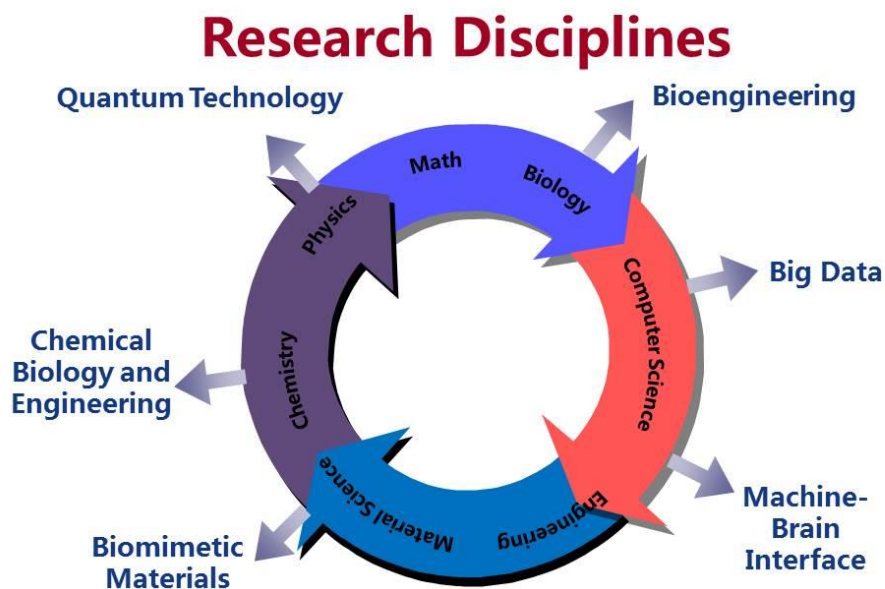 Research Disciplines
Quantum Technology
Bioengineering
Math
Biology
Physics
Computer Science
Big Data
Chemical
Biology and
Engineering
Chemistry
Engineering
Material Science
Machine-
Brain
Interface
Biomimetic
Materials